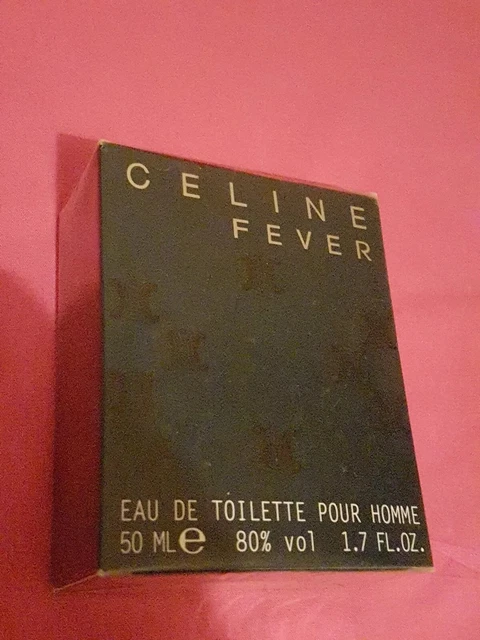 CELINE
FEVER
EAU DE TOILETTE POUR HOMME
50 ML e 80% vol 1.7 FL.OZ.